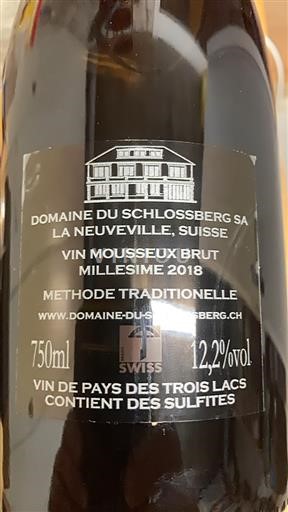 DOMAINE DU SCHLOSSBERG SA
LA NEUVEVILLE, SUISSE
VIN MOUSSEUX BRUT
MILLESIME 2018
METHODE TRADITIONELLE
WWW.DOMAINE-DU-SCHLOSSBERG.CH
750ml
SWISS
12,2%vol
VIN DE PAYS DES TROIS LACS
CONTIENT DES SULFITES